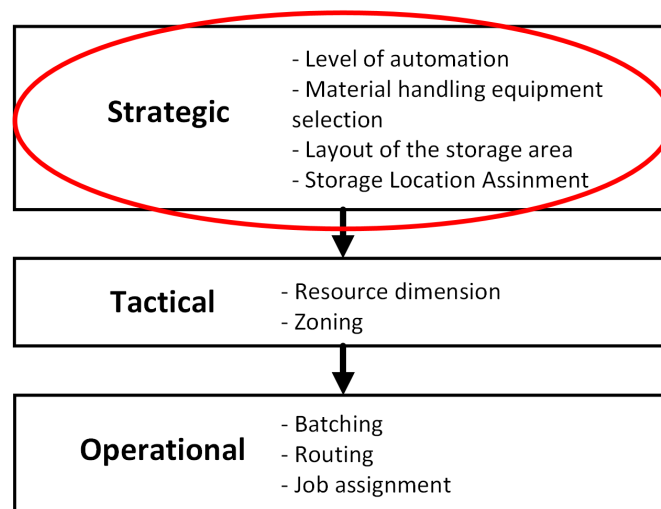 Strategic
- Level of automation
- Material handling equipment
selection
- Layout of the storage area
- Storage Location Assinment
Tactical
- Resource dimension
- Zoning
Operational
- Batching
- Routing
- Job assignment